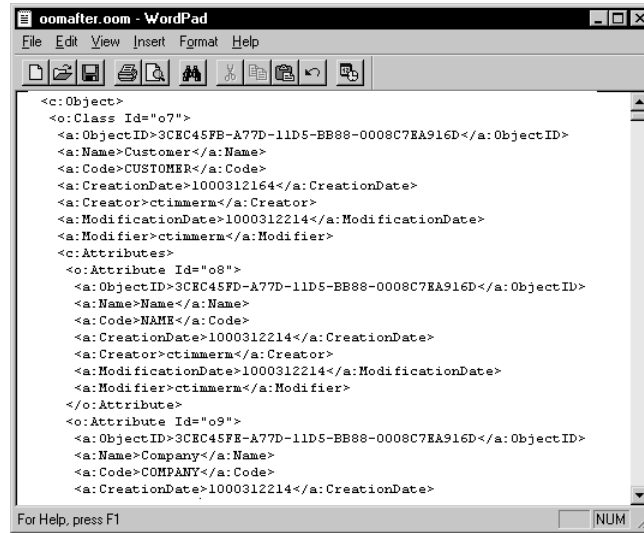 oomafter.oom - WordPad
File Edit View Insert Format Help
<c:Object>
<o:Class Id="o7">
<a:ObjectID>3CEC45FB-A77D-11D5-BB88-0008C7EA916D</a:ObjectID>
<a:Name>Customer</a:Name>
<a:Code>CUSTOMER</a:Code>
<a:CreationDate>1000312164</a:CreationDate>
<a:Creator>ctimmerm</a:Creator>
<a:ModificationDate>1000312214</a:ModificationDate>
<a:Modifier>ctimmerm</a:Modifier>
<c:Attributes>
<o:Attribute Id="o8">
<a:ObjectID>3CEC45FD-A77D-11D5-BB88-0008C7EA916D</a:ObjectID>
<a:Name>Name</a:Name>
<a:Code>NAME</a:Code>
<a:CreationDate>1000312214</a:CreationDate>
<a:Creator>ctimmerm</a:Creator>
<a:ModificationDate>1000312214</a:ModificationDate>
<a:Modifier>ctimmerm</a:Modifier>
</o:Attribute>
<o:Attribute Id="o9">
<a:ObjectID>3CEC45FE-A77D-11D5-BB88-0008C7EA916D</a:ObjectID>
<a:Name>Company</a:Name>
<a:Code>COMPANY</a:Code>
<a:CreationDate>1000312214</a:CreationDate>
For Help, press F1
NUM